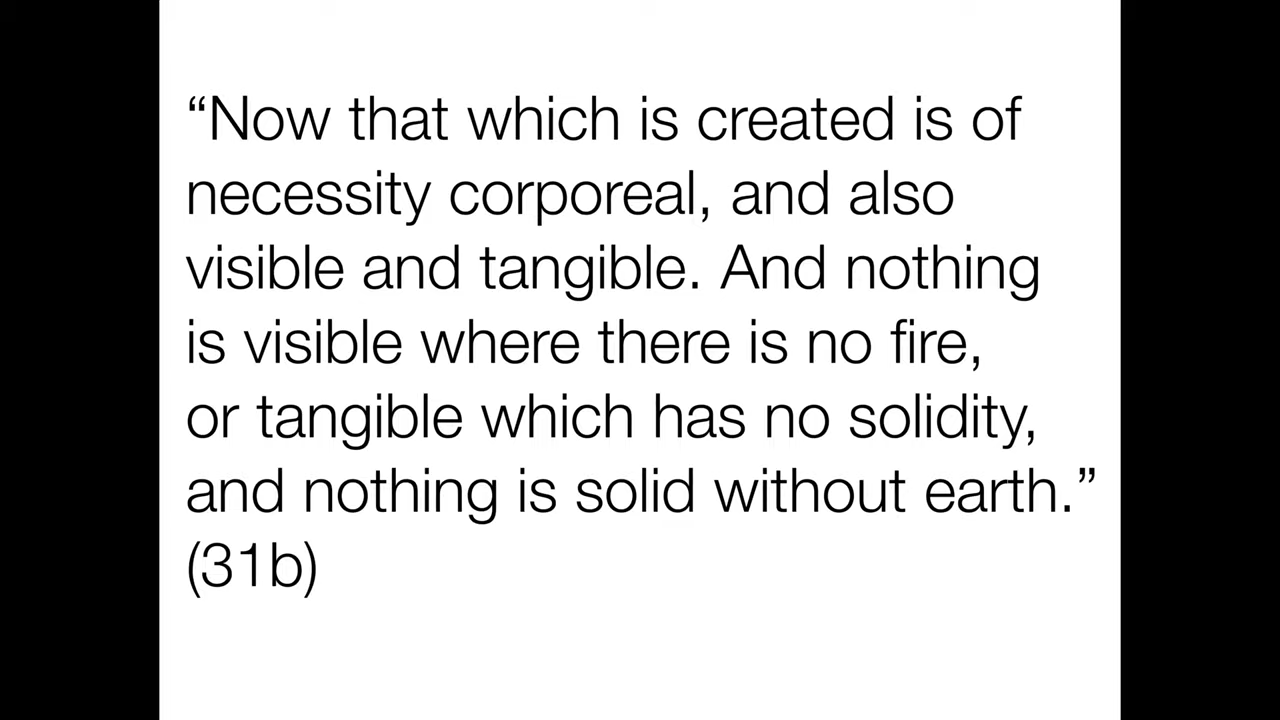 “Now that which is created is of
necessity corporeal, and also
visible and tangible. And nothing
is visible where there is no fire,
or tangible which has no solidity,
and nothing is solid without earth.”
(31b)